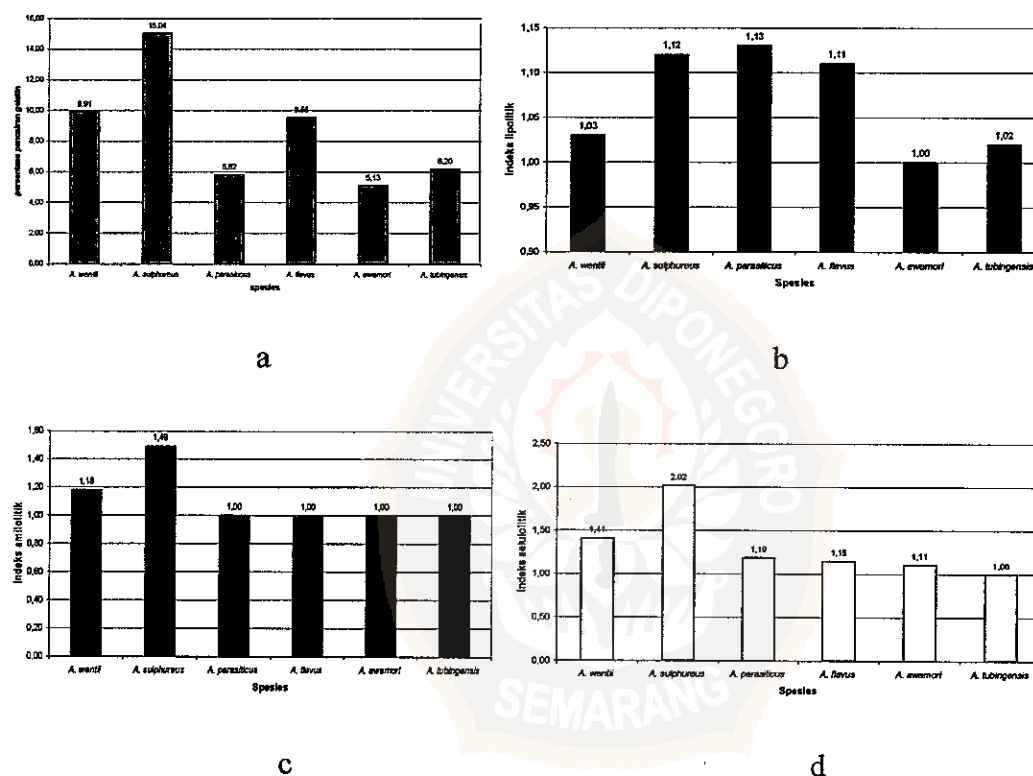 16,00
14,00
12,00
10,00
8,00
6,00
4,00
2,00
0,00
persentase pencairan gelatin
9,91
15,04
5,82
5,13
6,20
A. wentii
A. sulphureus
A. parasiticus
A. flavus
A. awamori
A. tubingensis
spesies
a
1,15
1,10
1,05
1,00
0,95
0,90
Indeks lipolitik
1,03
1,12
1,13
1,11
1,00
1,02
A. wentii
A. sulphureus
A. parasiticus
A. flavus
A. awamori
A. tubingensis
Spesies
b
1,60
1,40
1,20
1,00
0,80
0,60
0,40
0,20
0,00
Indeks amilolitik
1,18
1,49
1,00
1,00
1,00
1,00
A. wentii
A. sulphureus
A. parasiticus
A. flavus
A. awamori
A. tubingensis
Spesies
c
2,50
2,00
1,50
1,00
0,50
0,00
Indeks selulolitik
1,41
2,02
1,19
1,15
1,11
1,00
A. wentii
A. sulphureus
A. parasiticus
A. flavus
A. awamori
A. tubingensis
Spesies
d
UNIVERSITAS DIPONEGORO
SEMARANG